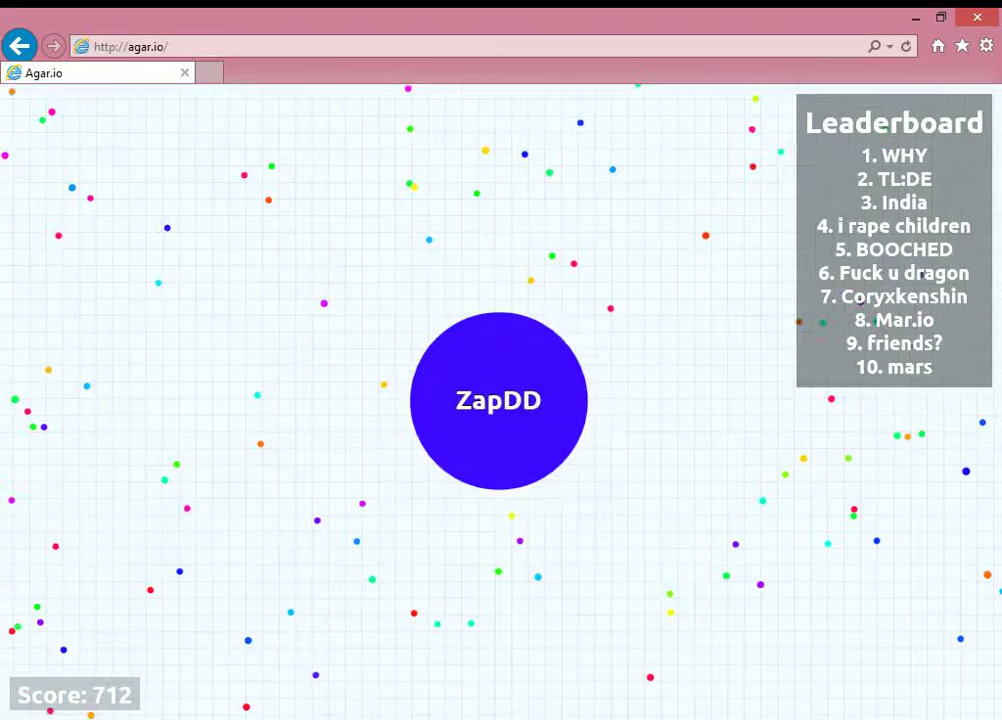 http://agar.io/
Agar.io
Leaderboard
1. WHY
2. TL:DE
3. India
4. i rape children
5. BOOCHED
6. Fuck u dragon
7. Coryxkenshin
8. Mar.io
9. friends?
10. mars
ZapDD
Score: 712